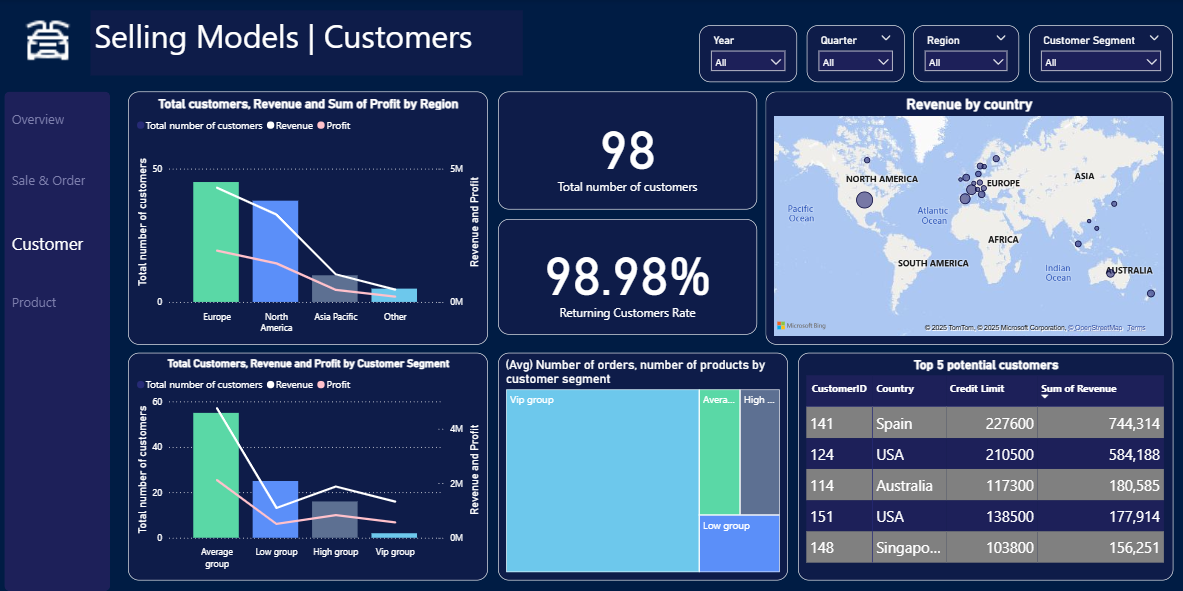 Selling Models | Customers
Year
All
Quarter
All
Region
All
Customer Segment
All
Overview
Sale & Order
Customer
Product
Total customers, Revenue and Sum of Profit by Region
Total number of customers Revenue Profit
Total number of customers
50
0
5M
0M
Revenue and Profit
Europe
North
America
Asia Pacific
Other
98
Total number of customers
98.98%
Returning Customers Rate
Revenue by country
NORTH AMERICA
EUROPE
ASIA
Pacific
Ocean
Atlantic
Ocean
AFRICA
SOUTH AMERICA
Indian
Ocean
AUSTRALIA
Microsoft Bing
© 2025 TomTom, © 2025 Microsoft Corporation, © OpenStreetMap Terms
Total Customers, Revenue and Profit by Customer Segment
Total number of customers Revenue Profit
Total number of customers
60
40
20
0
4M
2M
0M
Revenue and Profit
Average
group
Low group
High group
Vip group
(Avg) Number of orders, number of products by
customer segment
Vip group
Avera...
High ...
Low group
Top 5 potential customers
CustomerID Country Credit Limit Sum of Revenue
141 Spain 227600 744,314
124 USA 210500 584,188
114 Australia 117300 180,585
151 USA 138500 177,914
148 Singapo... 103800 156,251